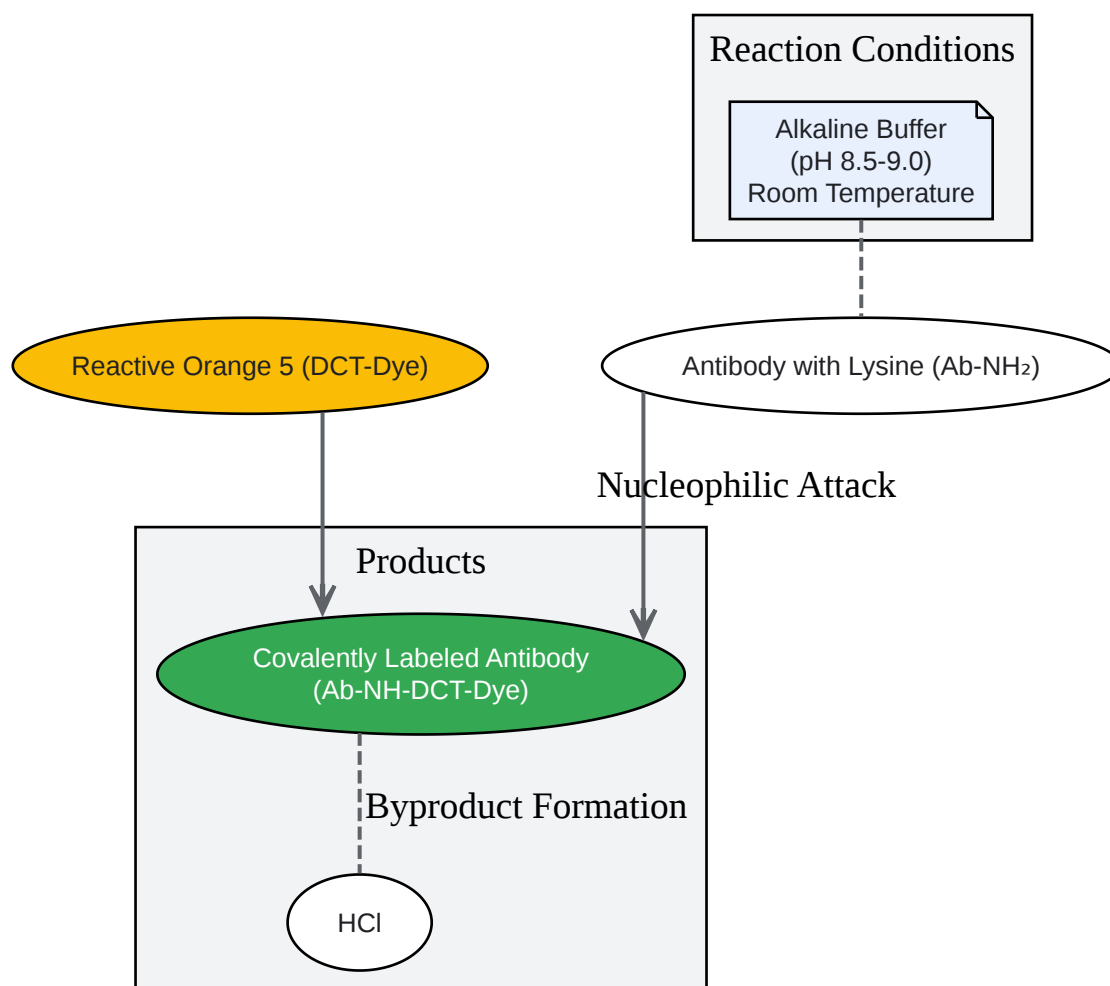 Reaction Conditions
Alkaline Buffer
(pH 8.5-9.0)
Room Temperature
Reactive Orange 5 (DCT-Dye)
Antibody with Lysine (Ab-NH₂)
Nucleophilic Attack
Products
Covalently Labeled Antibody
(Ab-NH-DCT-Dye)
Byproduct Formation
HCl